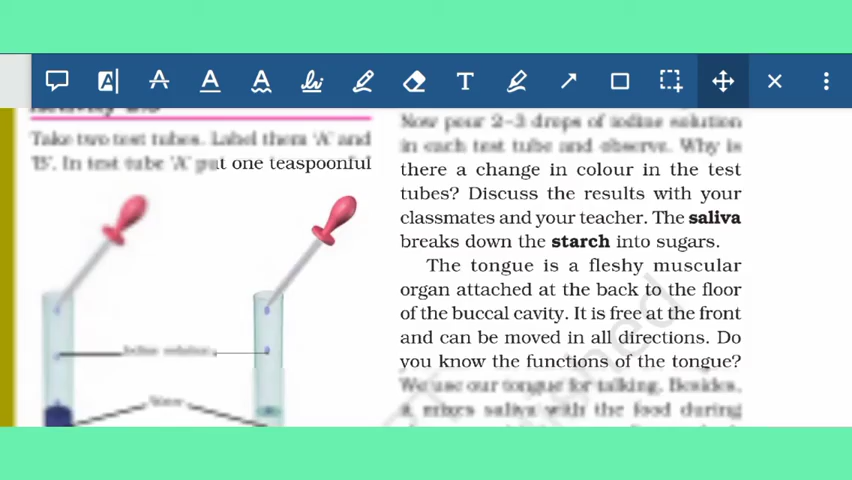 Take two test tubes. Label them 'A' and
'B'. In test tube 'A' put one teaspoonful
Iodine solution
Water
Now pour 2–3 drops of iodine solution
in each test tube and observe. Why is
there a change in colour in the test
tubes? Discuss the results with your
classmates and your teacher. The saliva
breaks down the starch into sugars.
The tongue is a fleshy muscular
organ attached at the back to the floor
of the buccal cavity. It is free at the front
and can be moved in all directions. Do
you know the functions of the tongue?
We use our tongue for talking. Besides,
it mixes saliva with the food during